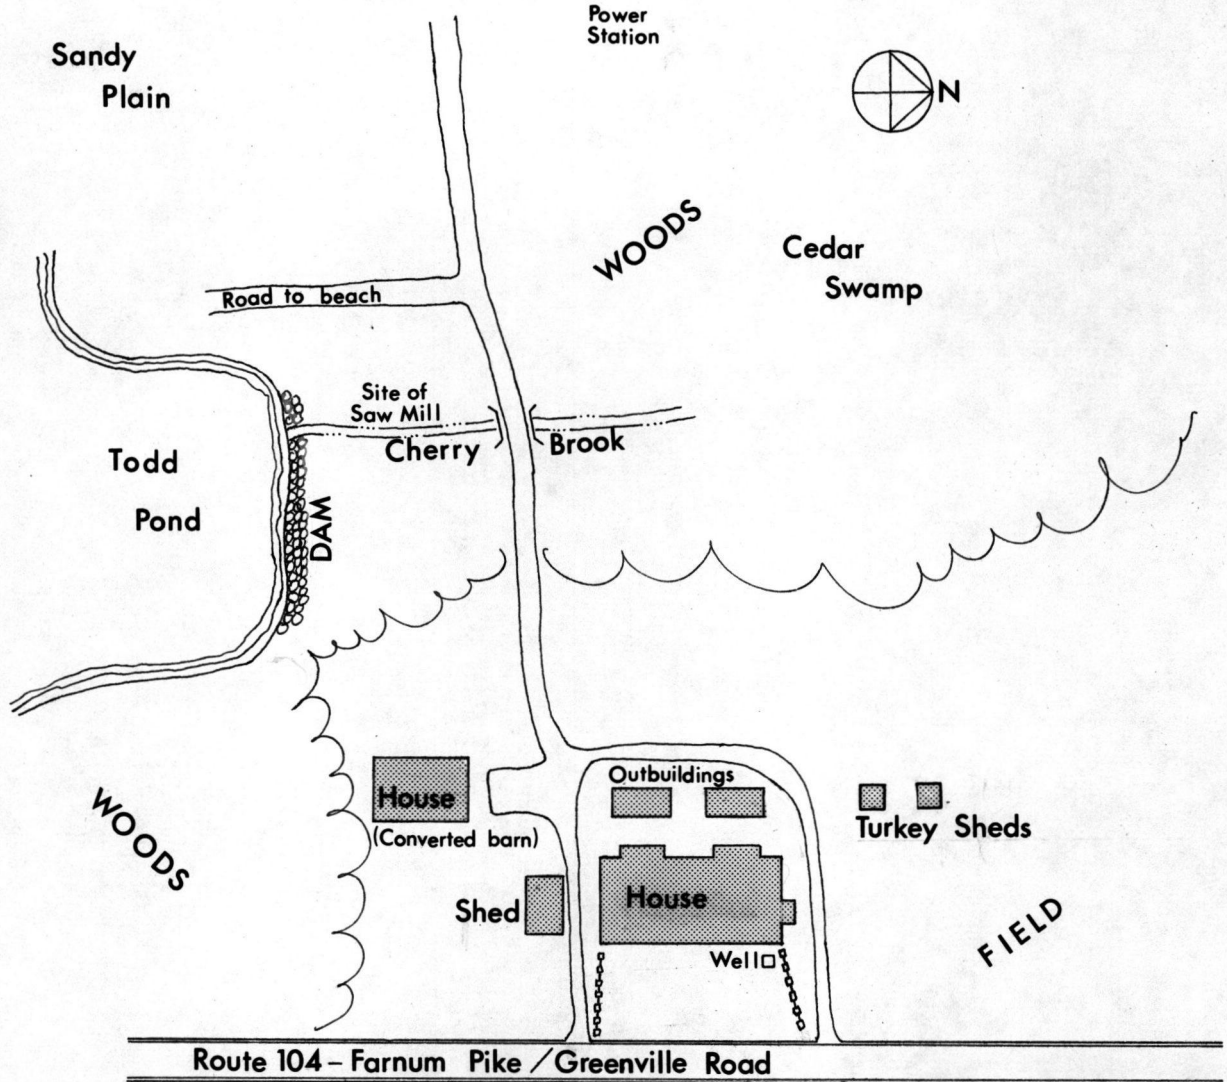 Power
Station
Sandy
Plain
N
WOODS
Cedar
Swamp
Road to beach
Site of
Saw Mill
Cherry Brook
Todd
Pond
DAM
WOODS
House
(Converted barn)
Outbuildings
Turkey Sheds
Shed
House
Well
FIELD
Route 104 – Farnum Pike / Greenville Road